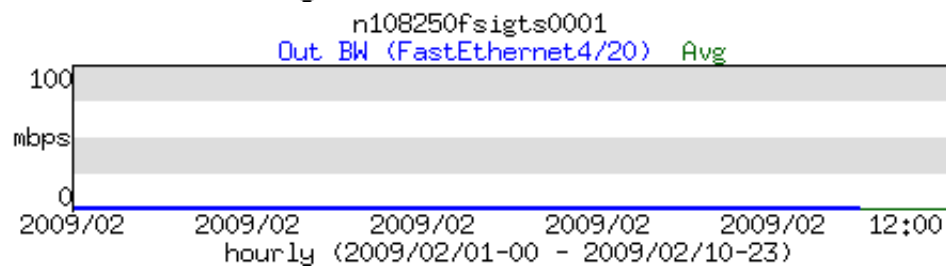 n108250fsigts0001
Out BW (FastEthernet4/20) Avg
100
mbps
0
2009/02 2009/02 2009/02 2009/02 2009/02 12:00
hourly (2009/02/01-00 - 2009/02/10-23)